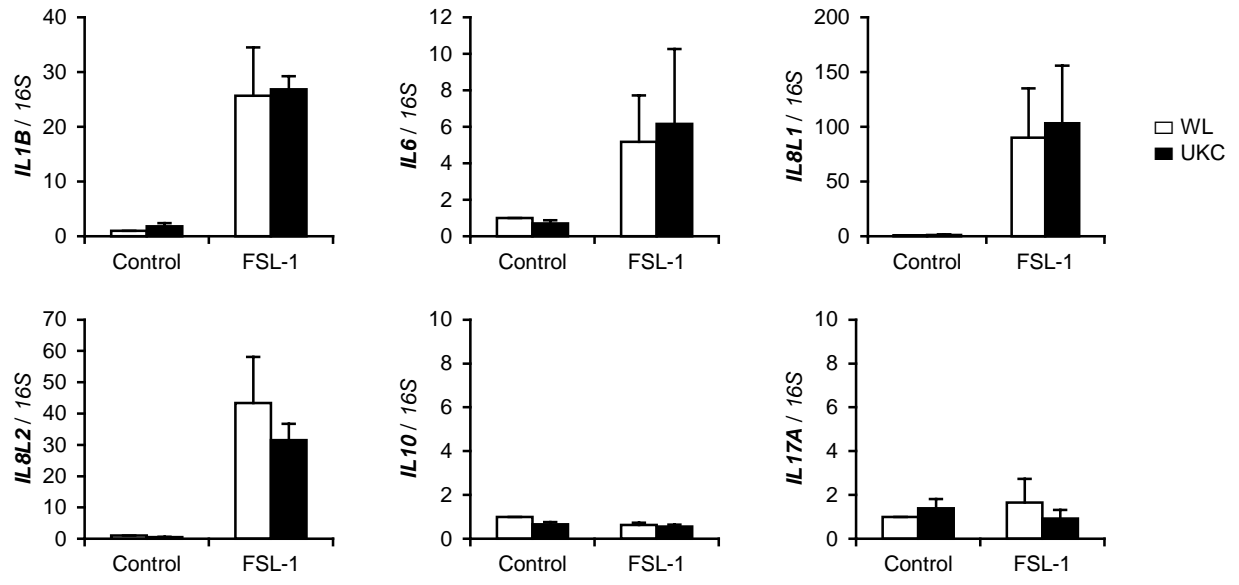 IL1B / 16S
40
30
20
10
0
Control
FSL-1
IL6 / 16S
12
10
8
6
4
2
0
Control
FSL-1
IL8L1 / 16S
200
150
100
50
0
Control
FSL-1
WL
UKC
IL8L2 / 16S
70
60
50
40
30
20
10
0
Control
FSL-1
IL10 / 16S
10
8
6
4
2
0
Control
FSL-1
IL17A / 16S
10
8
6
4
2
0
Control
FSL-1